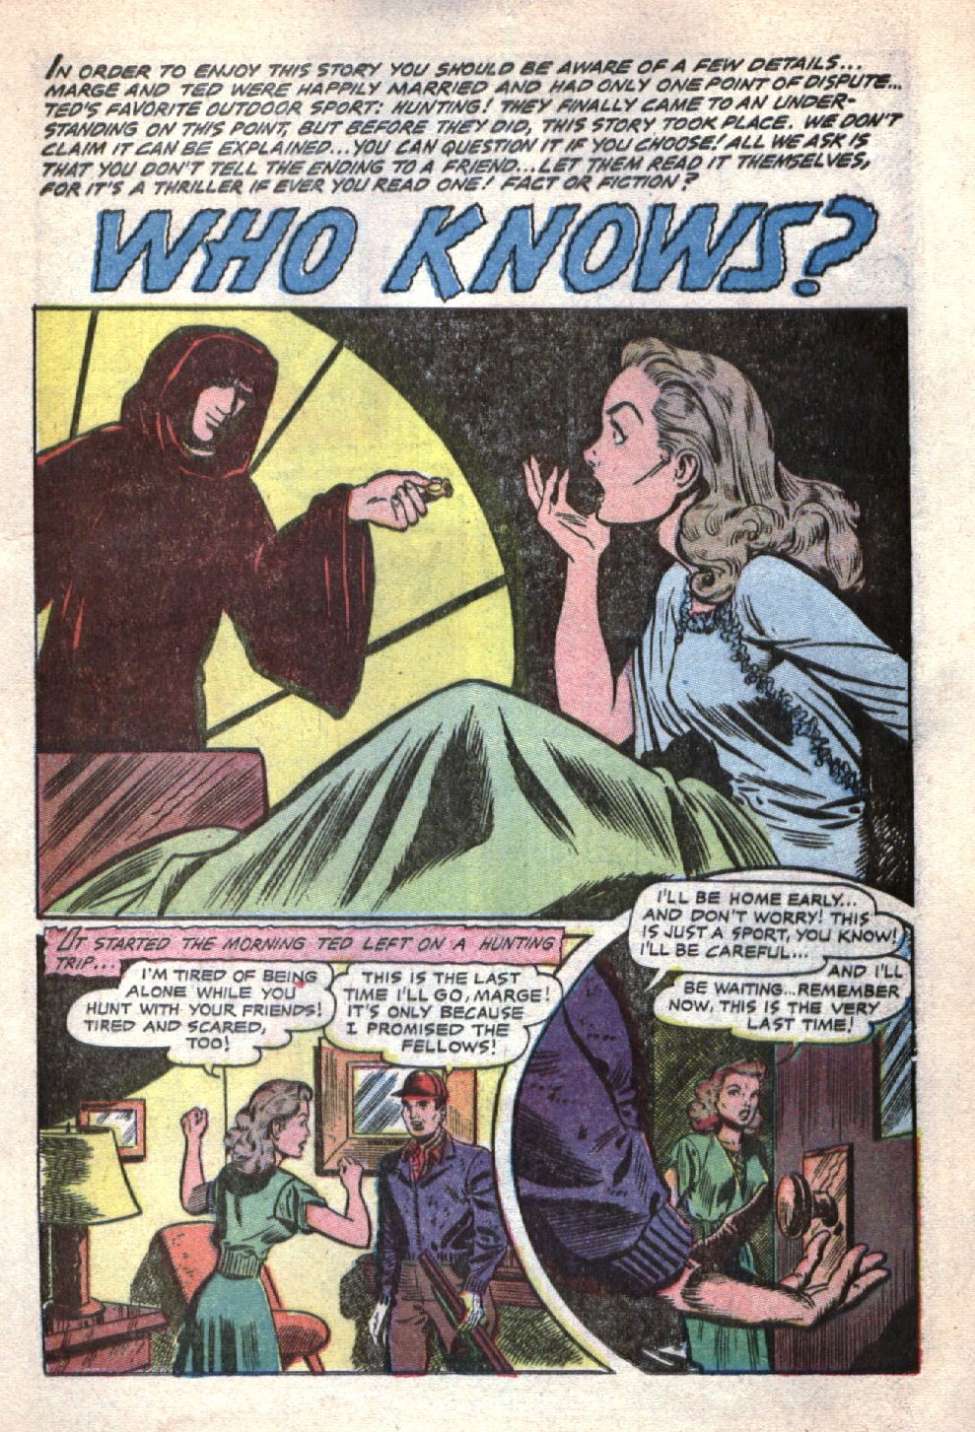 IN ORDER TO ENJOY THIS STORY YOU SHOULD BE AWARE OF A FEW DETAILS...
MARGE AND TED WERE HAPPILY MARRIED AND HAD ONLY ONE POINT OF DISPUTE...
TED'S FAVORITE OUTDOOR SPORT: HUNTING! THEY FINALLY CAME TO AN UNDER-
STANDING ON THIS POINT, BUT BEFORE THEY DID, THIS STORY TOOK PLACE. WE DON'T
CLAIM IT CAN BE EXPLAINED...YOU CAN QUESTION IT IF YOU CHOOSE! ALL WE ASK IS
THAT YOU DON'T TELL THE ENDING TO A FRIEND...LET THEM READ IT THEMSELVES,
FOR IT'S A THRILLER IF EVER YOU READ ONE! FACT OR FICTION?
WHO KNOWS?
IT STARTED THE MORNING TED LEFT ON A HUNTING
TRIP...
I'M TIRED OF BEING
ALONE WHILE YOU
HUNT WITH YOUR FRIENDS!
TIRED AND SCARED,
TOO!
THIS IS THE LAST
TIME I'LL GO, MARGE!
IT'S ONLY BECAUSE
I PROMISED THE
FELLOWS!
I'LL BE HOME EARLY...
AND DON'T WORRY! THIS
IS JUST A SPORT, YOU KNOW!
I'LL BE CAREFUL...
AND I'LL
BE WAITING...REMEMBER
NOW, THIS IS THE VERY
LAST TIME!